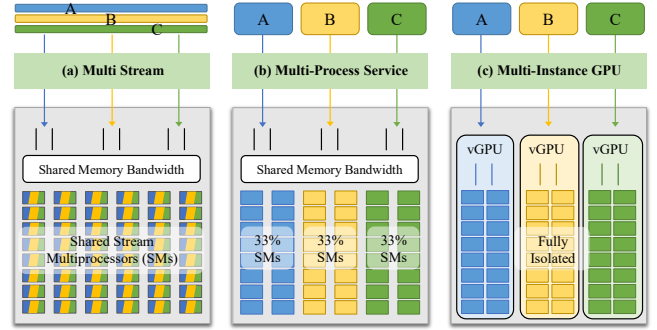 A
B
C
(a) Multi Stream
Shared Memory Bandwidth
Shared Stream
Multiprocessors (SMs)
A B C
(b) Multi-Process Service
Shared Memory Bandwidth
33% 33% 33%
SMs SMs SMs
A B C
(c) Multi-Instance GPU
vGPU vGPU vGPU
Fully
Isolated